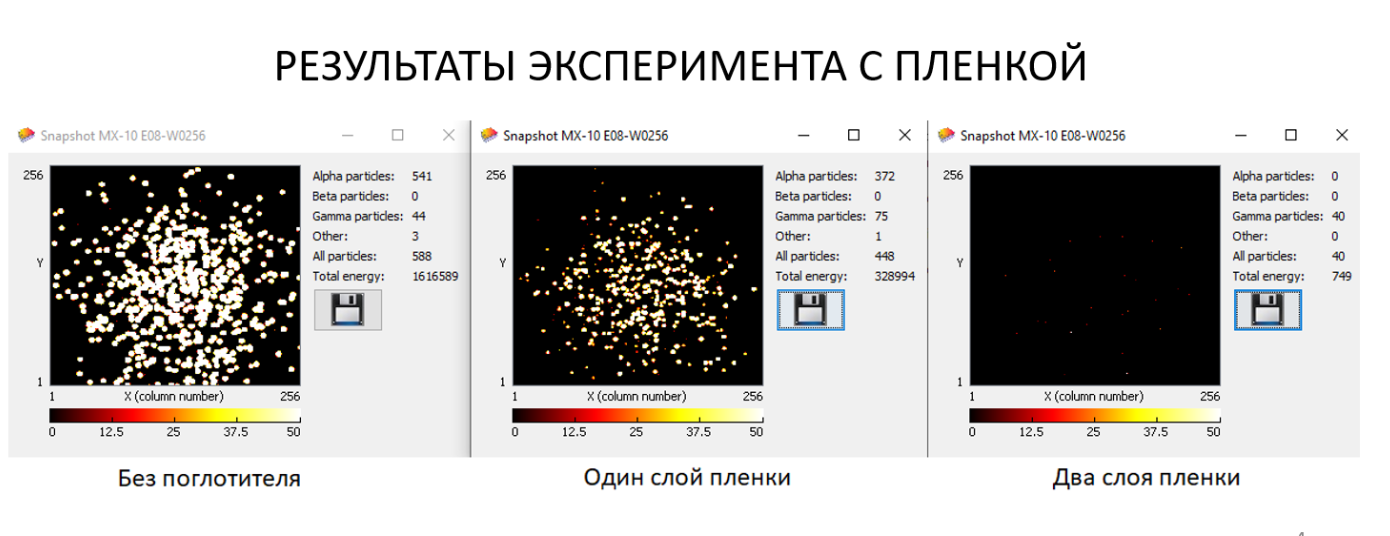 РЕЗУЛЬТАТЫ ЭКСПЕРИМЕНТА С ПЛЕНКОЙ
Snapshot MX-10 E08-W0256
256
Y
1
1 X (column number) 256
0 12.5 25 37.5 50
Alpha particles: 541
Beta particles: 0
Gamma particles: 44
Other: 3
All particles: 588
Total energy: 1616589
Без поглотителя
Snapshot MX-10 E08-W0256
256
Y
1
1 X (column number) 256
0 12.5 25 37.5 50
Alpha particles: 372
Beta particles: 0
Gamma particles: 75
Other: 1
All particles: 448
Total energy: 328994
Один слой пленки
Snapshot MX-10 E08-W0256
256
Y
1
1 X (column number) 256
0 12.5 25 37.5 50
Alpha particles: 0
Beta particles: 0
Gamma particles: 40
Other: 0
All particles: 40
Total energy: 749
Два слоя пленки